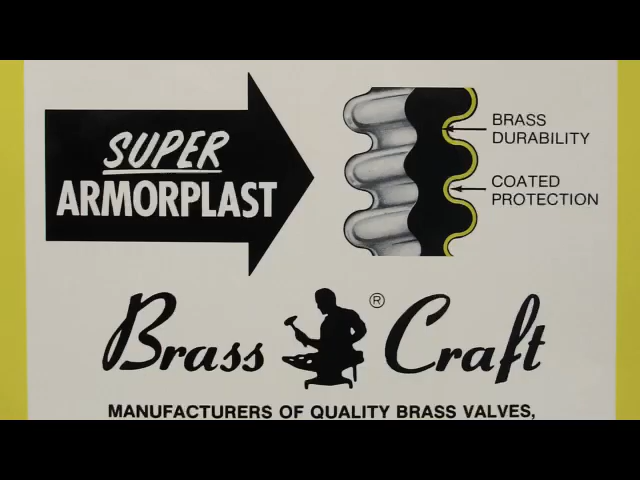 SUPER
ARMORPLAST
BRASS
DURABILITY
COATED
PROTECTION
Brass ® Craft
MANUFACTURERS OF QUALITY BRASS VALVES,